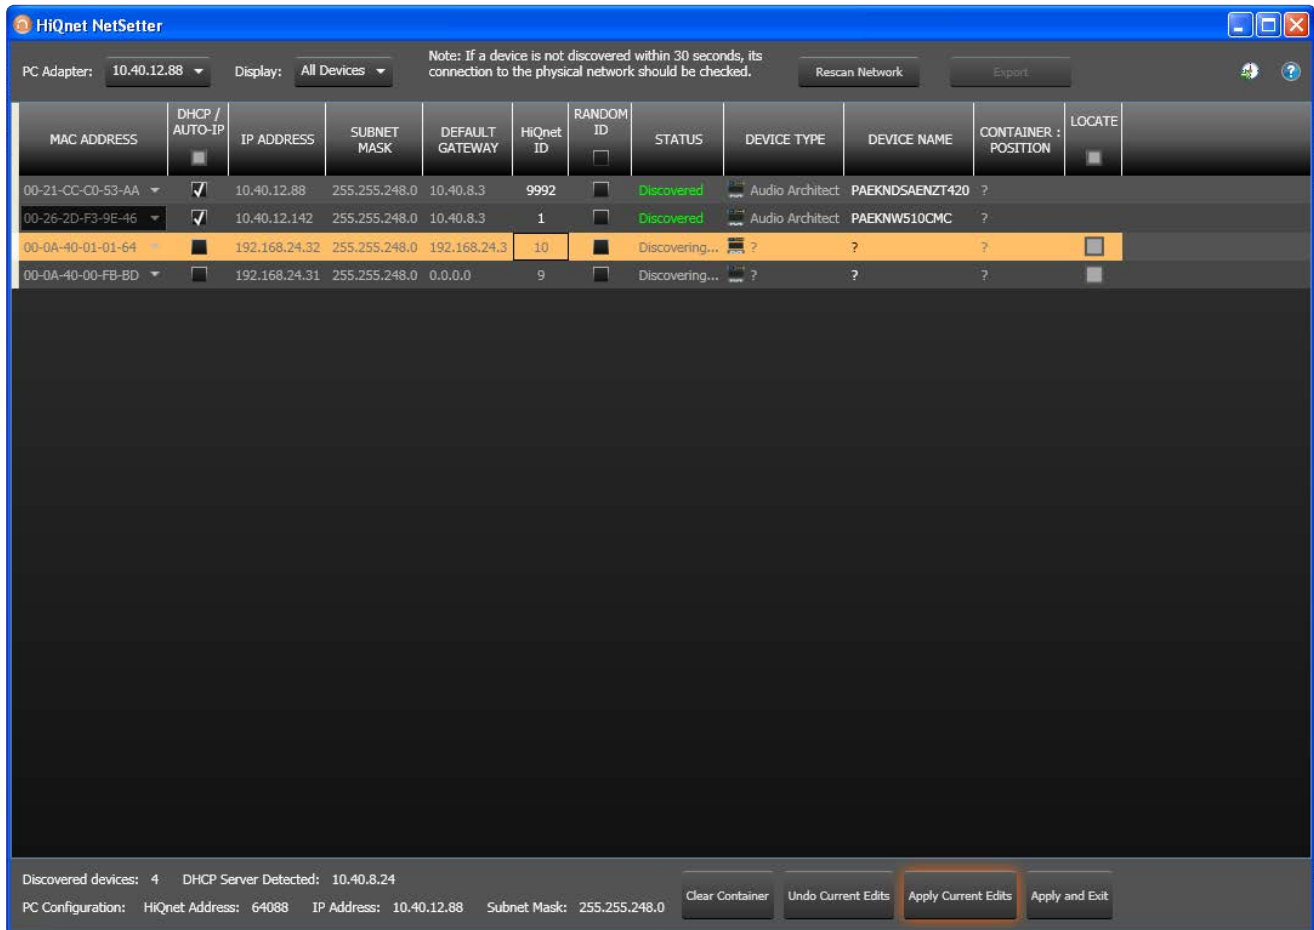 HiQnet NetSetter
PC Adapter: 10.40.12.88 Display: All Devices Note: If a device is not discovered within 30 seconds, its
connection to the physical network should be checked. Rescan Network Export
MAC ADDRESS DHCP / AUTO-IP IP ADDRESS SUBNET MASK DEFAULT GATEWAY HiQnet ID RANDOM ID STATUS DEVICE TYPE DEVICE NAME CONTAINER : POSITION LOCATE
00-21-CC-C0-53-AA 10.40.12.88 255.255.248.0 10.40.8.3 9992 Discovered Audio Architect PAEKNDSAENZT420 ?
00-26-2D-F3-9E-46 10.40.12.142 255.255.248.0 10.40.8.3 1 Discovered Audio Architect PAEKNW510CMC ?
00-0A-40-01-01-64 192.168.24.32 255.255.248.0 192.168.24.3 10 Discovering... ? ? ?
00-0A-40-00-FB-BD 192.168.24.31 255.255.248.0 0.0.0.0 9 Discovering... ? ? ?
Discovered devices: 4 DHCP Server Detected: 10.40.8.24
PC Configuration: HiQnet Address: 64088 IP Address: 10.40.12.88 Subnet Mask: 255.255.248.0
Clear Container Undo Current Edits Apply Current Edits Apply and Exit